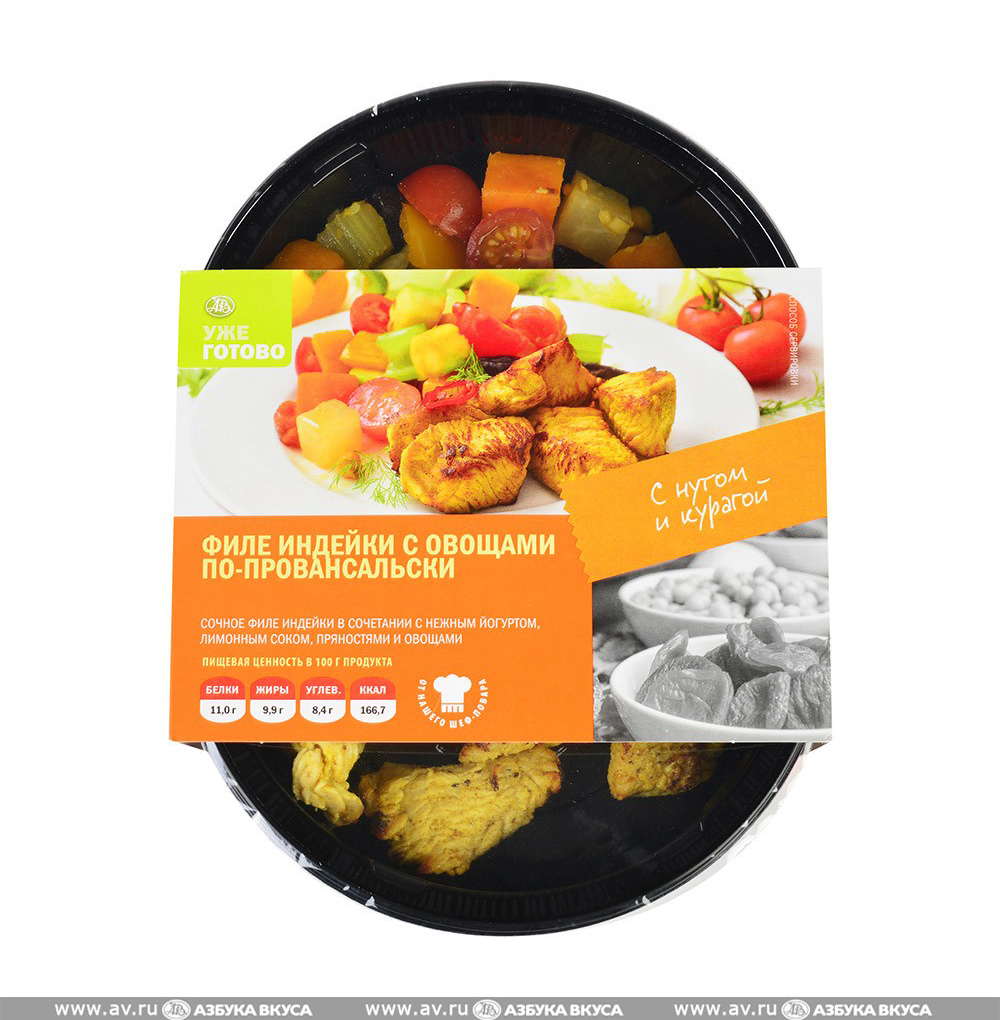 УЖЕ
ГОТОВО
СПОСОБ СЕРВИРОВКИ
С нутом
и курагой
ФИЛЕ ИНДЕЙКИ С ОВОЩАМИ
ПО-ПРОВАНСАЛЬСКИ
СОЧНОЕ ФИЛЕ ИНДЕЙКИ В СОЧЕТАНИИ С НЕЖНЫМ ЙОГУРТОМ,
ЛИМОННЫМ СОКОМ, ПРЯНОСТЯМИ И ОВОЩАМИ
ПИЩЕВАЯ ЦЕННОСТЬ В 100 Г ПРОДУКТА
БЕЛКИ ЖИРЫ УГЛЕВ. ККАЛ
11,0 г 9,9 г 8,4 г 166,7
ОТ НАШЕГО ШЕФ-ПОВАРА
www.av.ru АЗБУКА ВКУСА www.av.ru АЗБУКА ВКУСА www.av.ru АЗБУКА ВКУСА